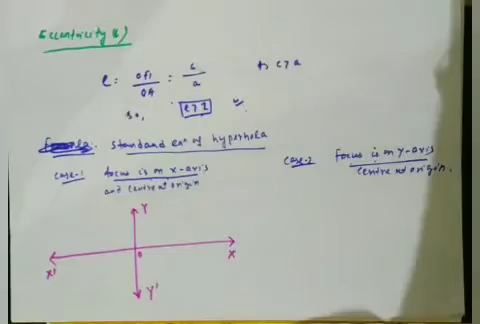 Eccentricity
e = OF1/OA = c/a c > a
so, e > 1
standard eqn of hyperbola
case-1 focus is on x-axis
and centre at origin
case-2 focus is on y-axis
centre at origin.
Y
X' O X
Y'